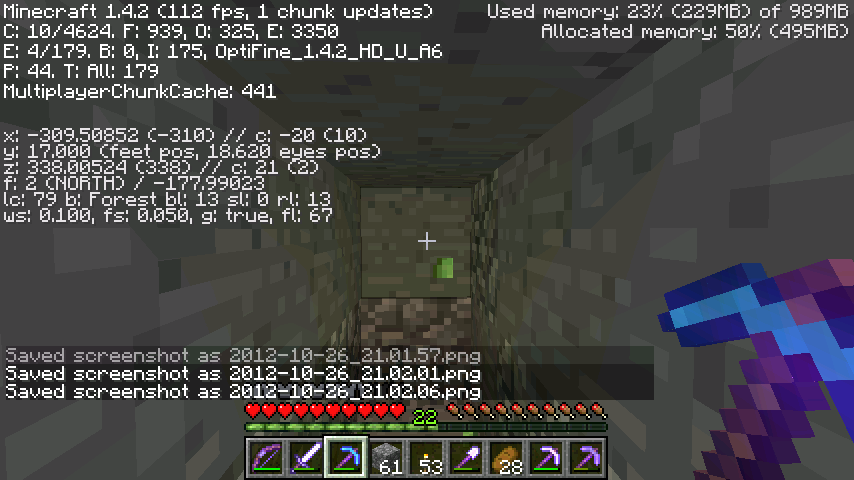 Minecraft 1.4.2 (112 fps, 1 chunk updates)
C: 10/4624. F: 939, O: 325, E: 3350
E: 4/179. B: 0, I: 175, OptiFine_1.4.2_HD_U_A6
P: 44. T: All: 179
MultiplayerChunkCache: 441
Used memory: 23% (229MB) of 989MB
Allocated memory: 50% (495MB)
x: -309.50852 (-310) // c: -20 (10)
y: 17.000 (feet pos, 18.620 eyes pos)
z: 338.00524 (338) // c: 21 (2)
f: 2 (NORTH) / -177.99023
lc: 79 b: Forest bl: 13 sl: 0 rl: 13
ws: 0.100, fs: 0.050, g: true, fl: 67
Saved screenshot as 2012-10-26_21.01.57.png
Saved screenshot as 2012-10-26_21.02.01.png
Saved screenshot as 2012-10-26_21.02.06.png
22
61 53 28